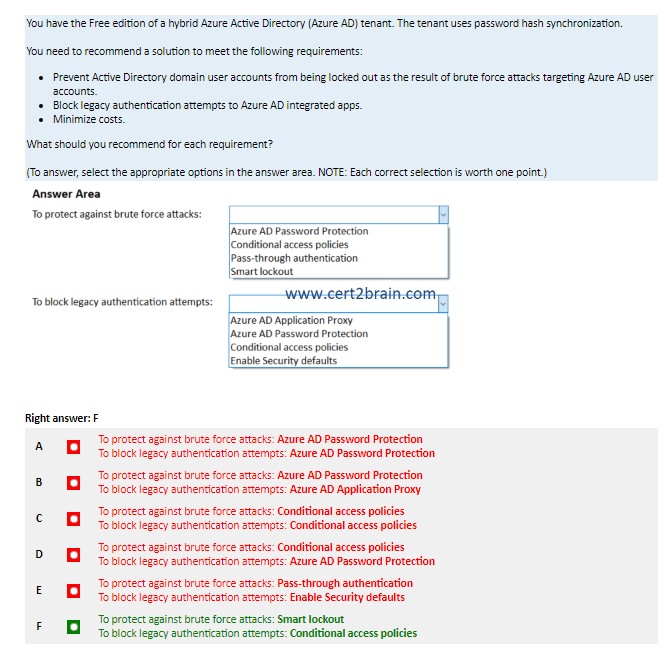 You have the Free edition of a hybrid Azure Active Directory (Azure AD) tenant. The tenant uses password hash synchronization.
You need to recommend a solution to meet the following requirements:
• Prevent Active Directory domain user accounts from being locked out as the result of brute force attacks targeting Azure AD user
accounts.
• Block legacy authentication attempts to Azure AD integrated apps.
• Minimize costs.
What should you recommend for each requirement?
(To answer, select the appropriate options in the answer area. NOTE: Each correct selection is worth one point.)
Answer Area
To protect against brute force attacks:
Azure AD Password Protection
Conditional access policies
Pass-through authentication
Smart lockout
www.cert2brain.com
To block legacy authentication attempts:
Azure AD Application Proxy
Azure AD Password Protection
Conditional access policies
Enable Security defaults
Right answer: F
A
To protect against brute force attacks: Azure AD Password Protection
To block legacy authentication attempts: Azure AD Password Protection
B
To protect against brute force attacks: Azure AD Password Protection
To block legacy authentication attempts: Azure AD Application Proxy
C
To protect against brute force attacks: Conditional access policies
To block legacy authentication attempts: Conditional access policies
D
To protect against brute force attacks: Conditional access policies
To block legacy authentication attempts: Azure AD Password Protection
E
To protect against brute force attacks: Pass-through authentication
To block legacy authentication attempts: Enable Security defaults
F
To protect against brute force attacks: Smart lockout
To block legacy authentication attempts: Conditional access policies